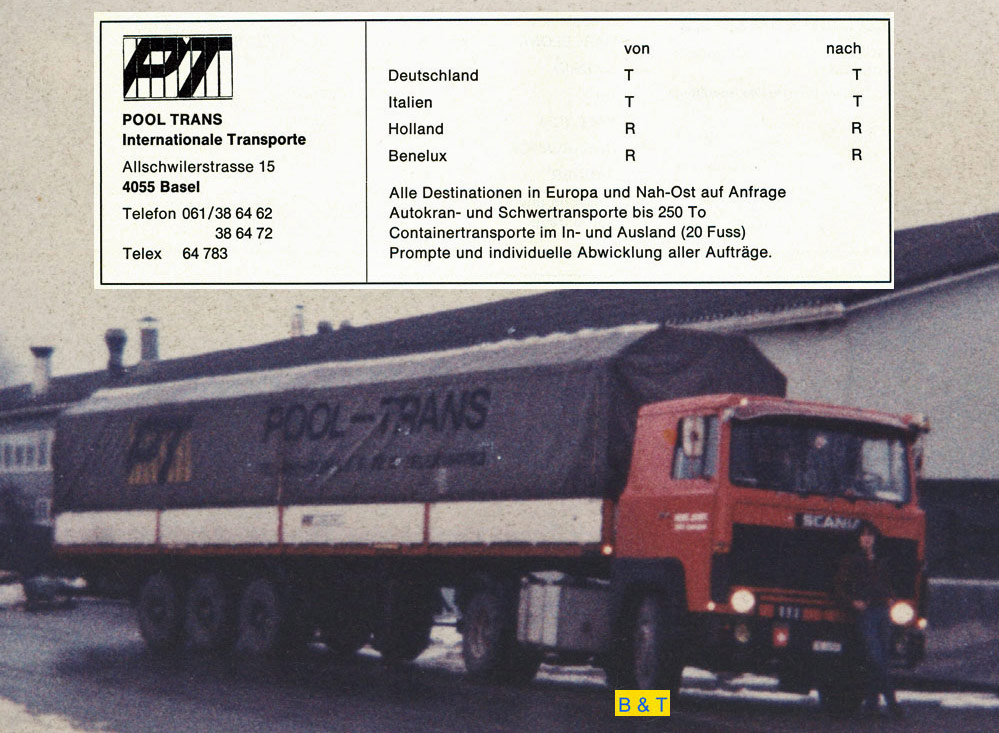 PT
POOL TRANS
Internationale Transporte
Allschwilerstrasse 15
4055 Basel
Telefon 061/38 64 62
38 64 72
Telex 64 783
von nach
Deutschland T T
Italien T T
Holland R R
Benelux R R
Alle Destinationen in Europa und Nah-Ost auf Anfrage
Autokran- und Schwertransporte bis 250 To
Containertransporte im In- und Ausland (20 Fuss)
Prompte und individuelle Abwicklung aller Aufträge.
PT
POOL-TRANS
SCANIA
B & T